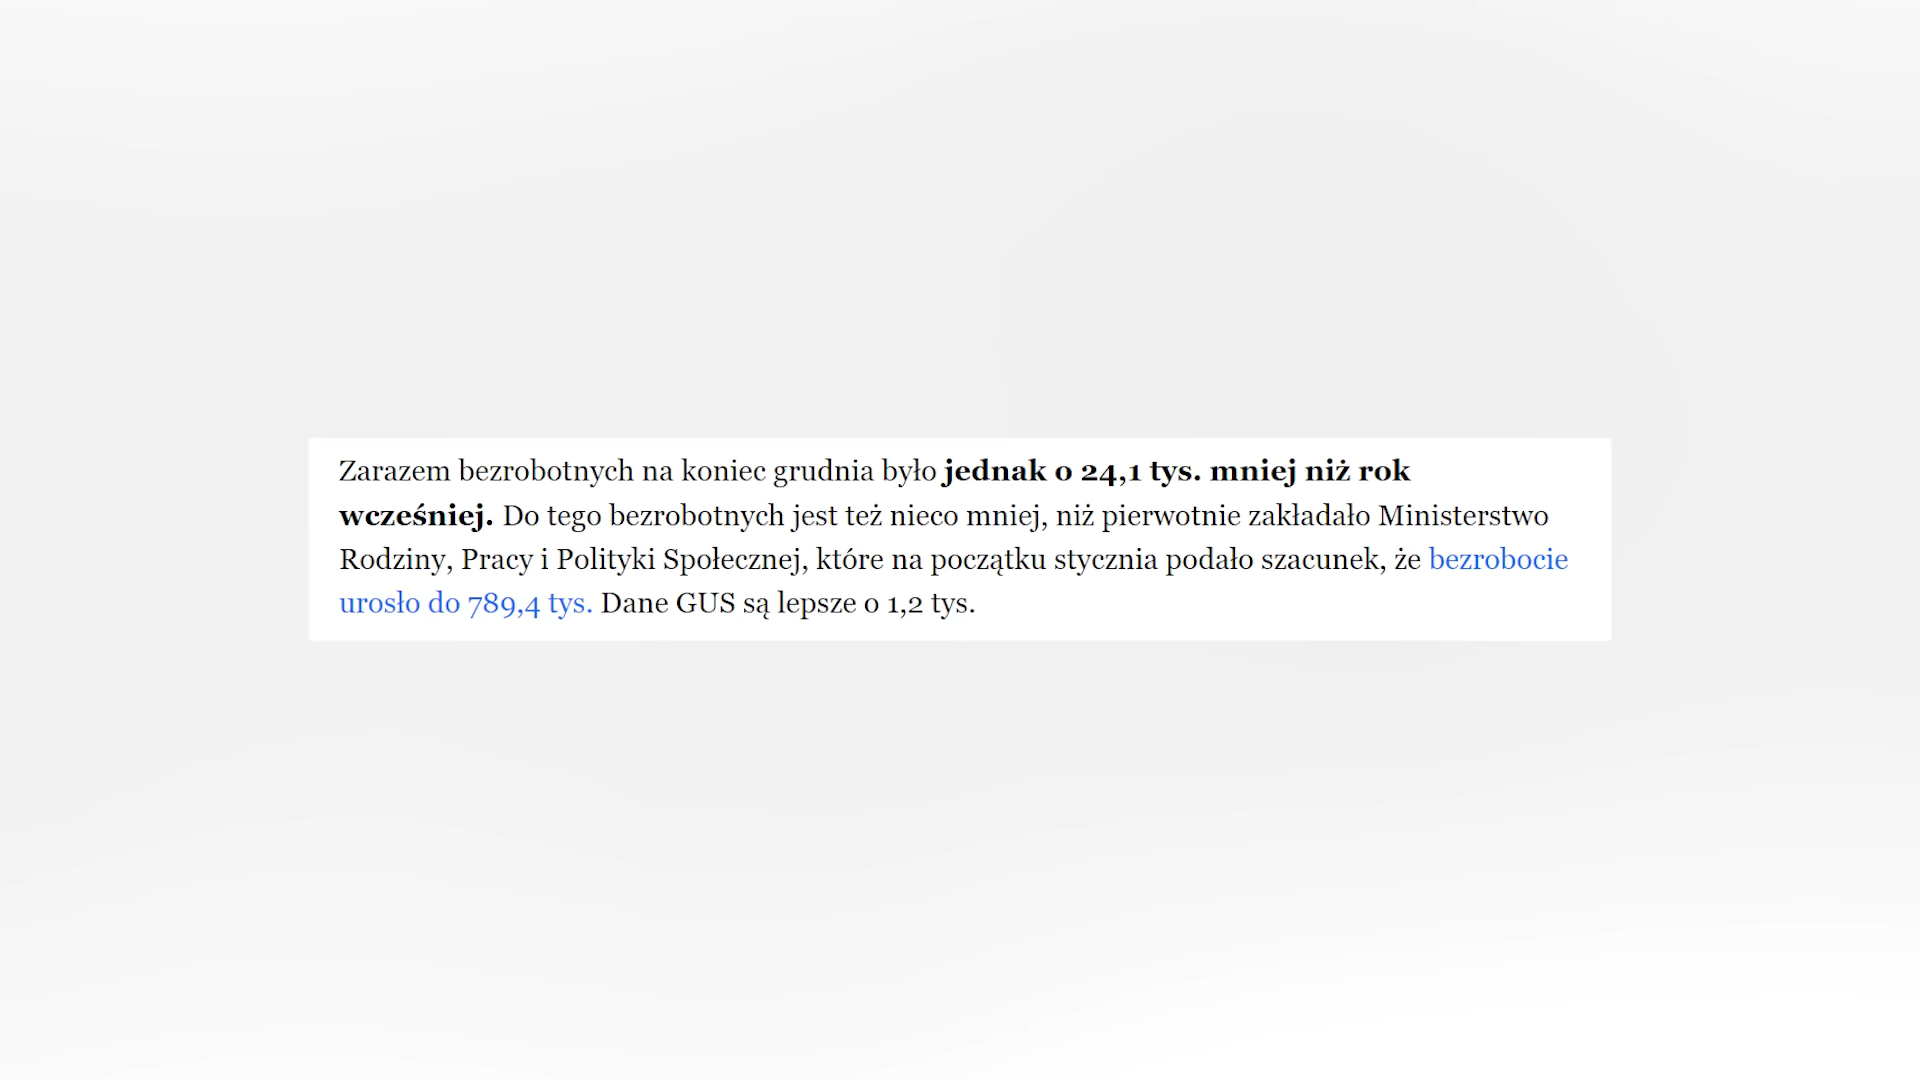 Zarazem bezrobotnych na koniec grudnia było jednak o 24,1 tys. mniej niż rok
wcześniej. Do tego bezrobotnych jest też nieco mniej, niż pierwotnie zakładało Ministerstwo
Rodziny, Pracy i Polityki Społecznej, które na początku stycznia podało szacunek, że bezrobocie
urosło do 789,4 tys. Dane GUS są lepsze o 1,2 tys.